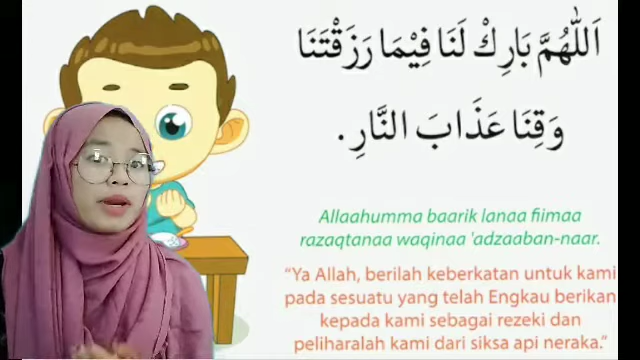 اَللّٰهُمَّ بَارِكْ لَنَا فِيْمَا رَزَقْتَنَا
وَقِنَا عَذَابَ النَّارِ.
Allaahumma baarik lanaa fiimaa
razaqtanaa waqinaa 'adzaaban-naar.
“Ya Allah, berilah keberkatan untuk kami
pada sesuatu yang telah Engkau berikan
kepada kami sebagai rezeki dan
peliharalah kami dari siksa api neraka.”